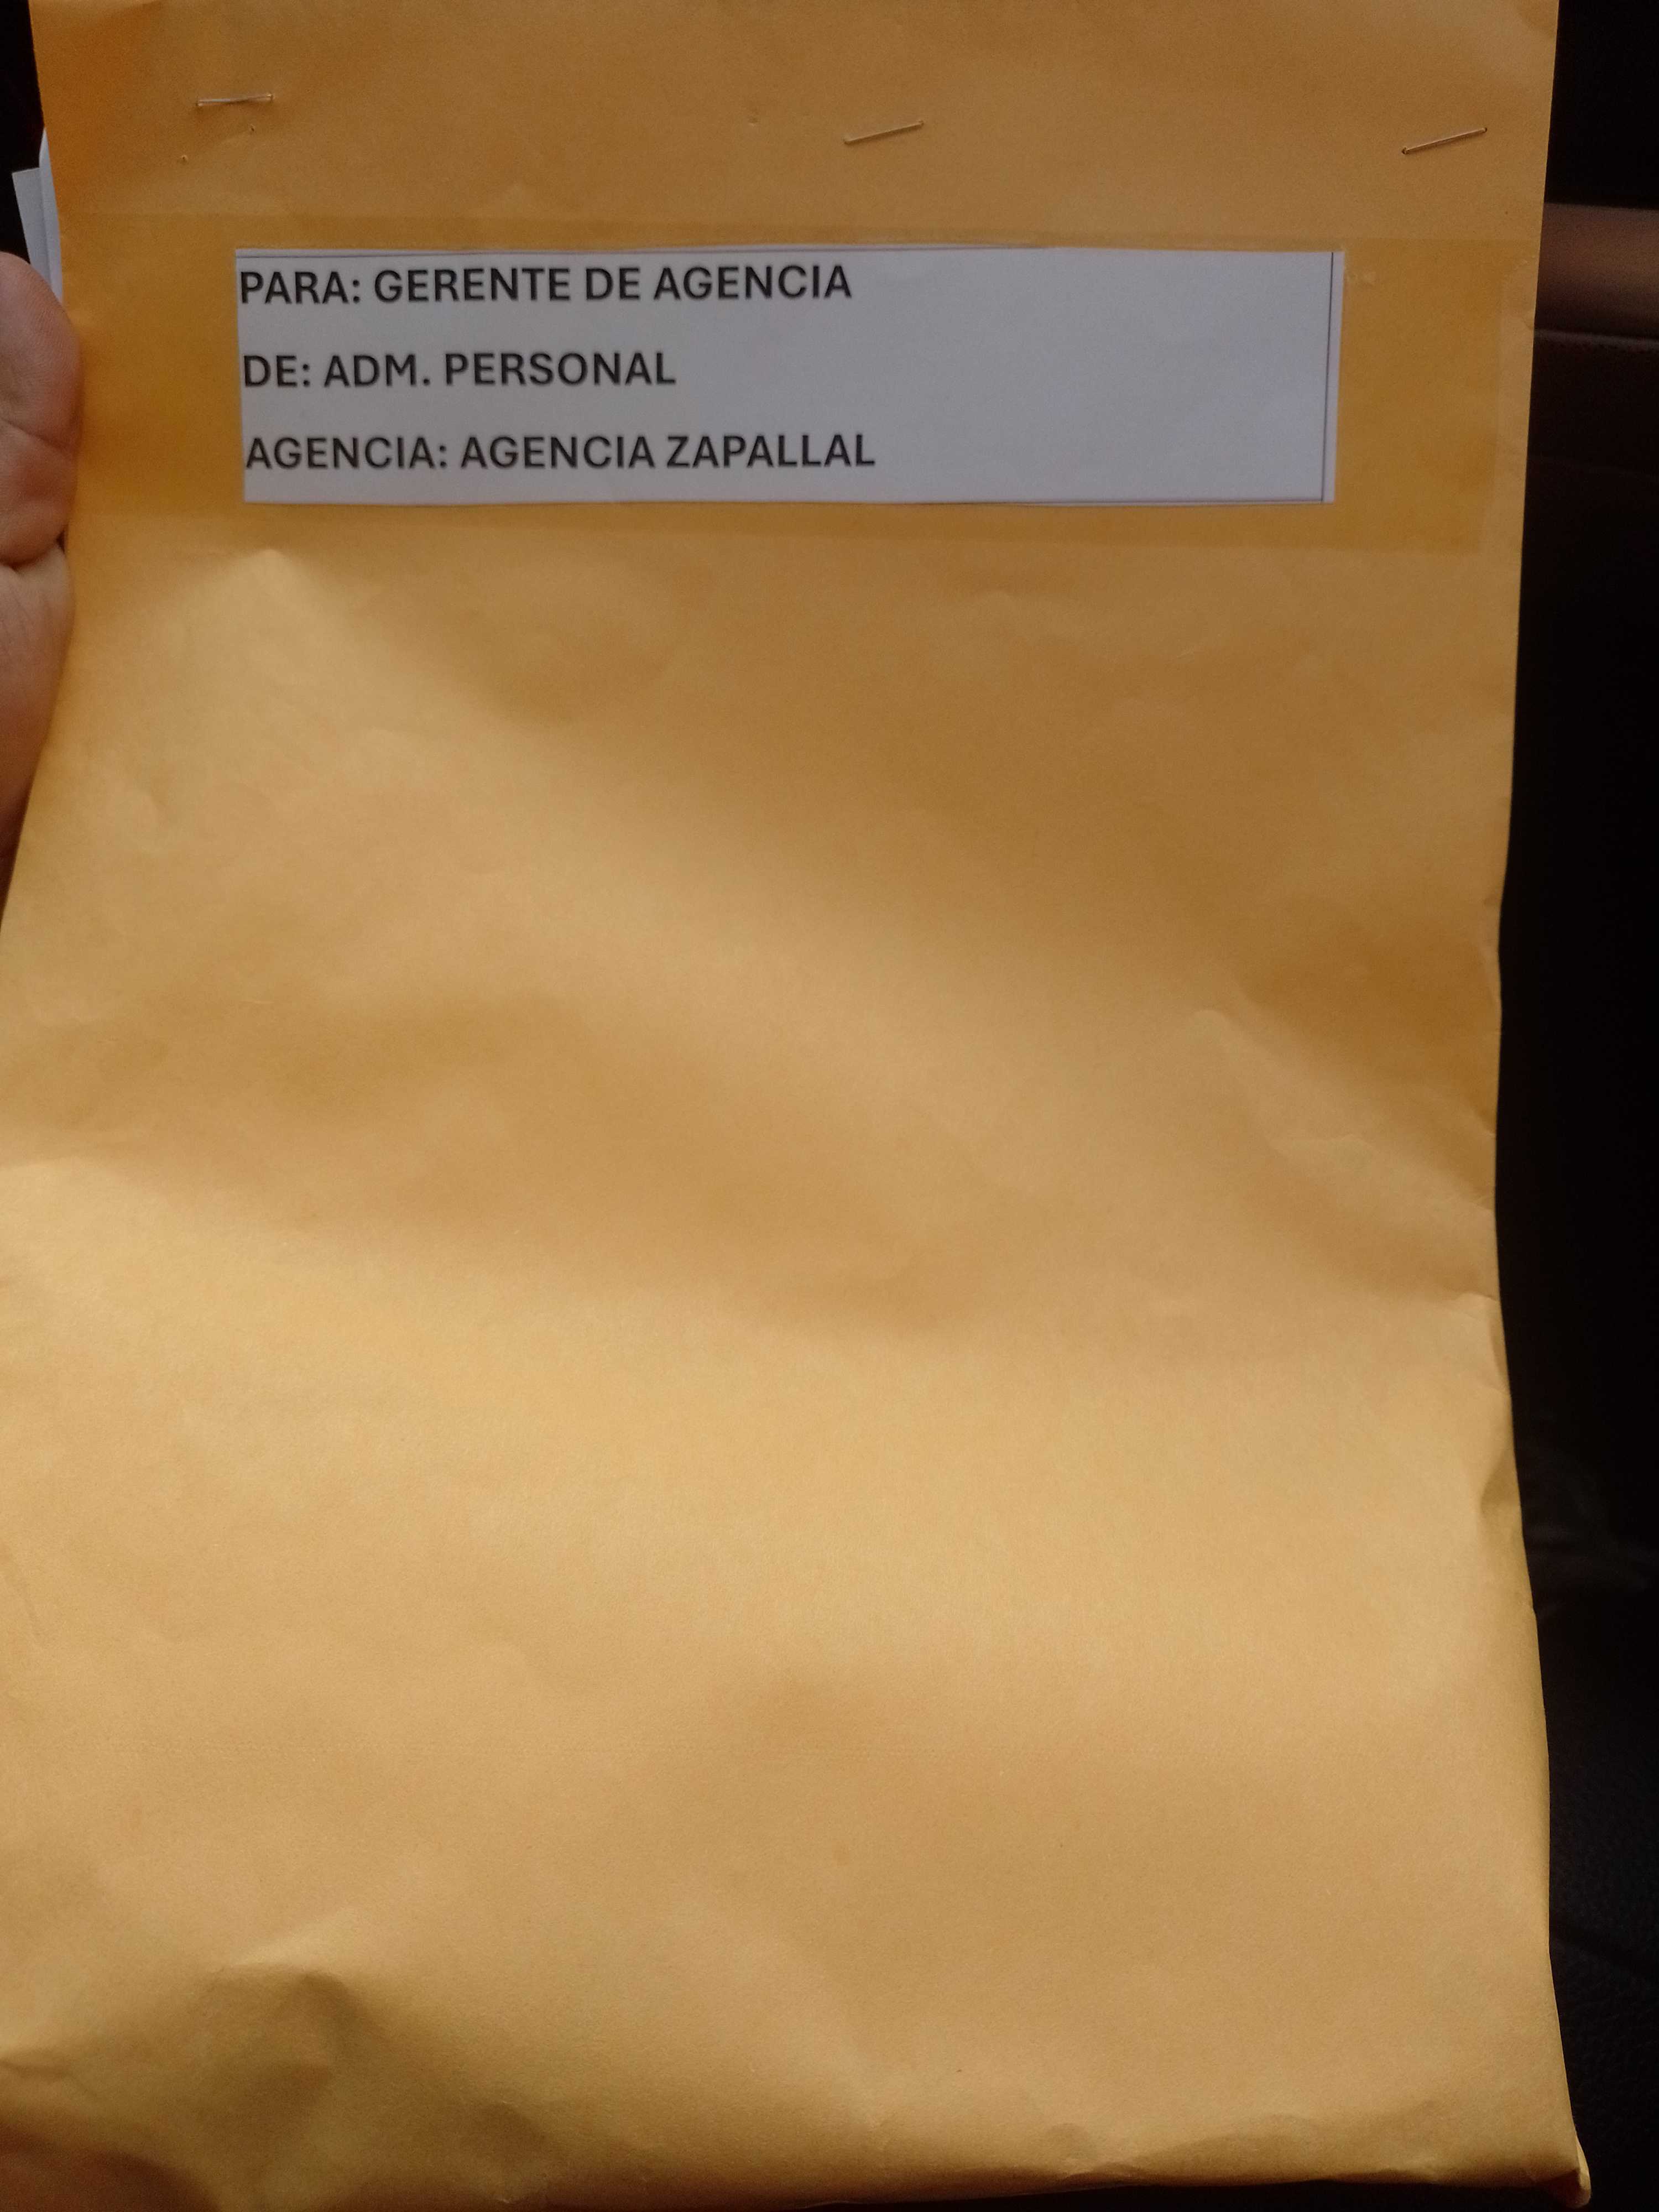 PARA: GERENTE DE AGENCIA
DE: ADM. PERSONAL
AGENCIA: AGENCIA ZAPALLAL